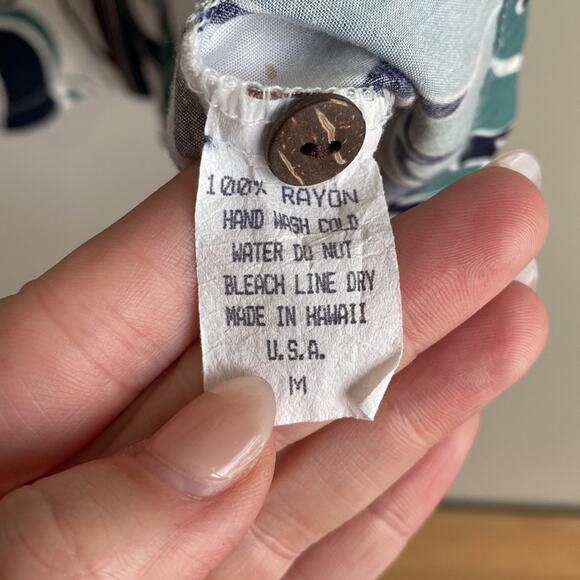 100% RAYON
HAND WASH COLD
WATER DO NOT
BLEACH LINE DRY
MADE IN HAWAII
U.S.A.
M